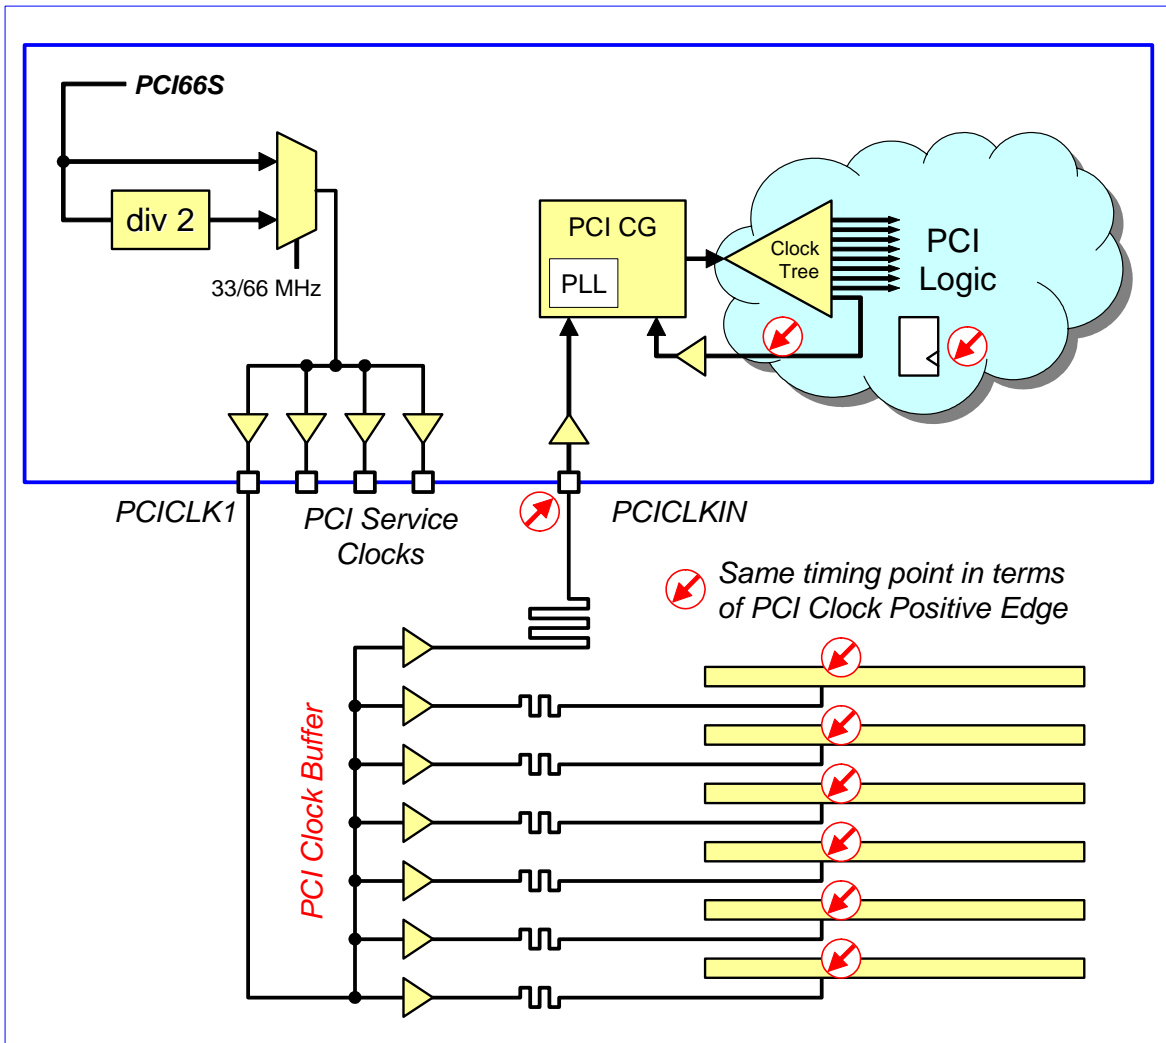 PCI66S
div 2
33/66 MHz
PCI CG
PLL
Clock
Tree
PCI
Logic
PCICLK1
PCI Service
Clocks
PCICLKIN
Same timing point in terms
of PCI Clock Positive Edge
PCI Clock Buffer